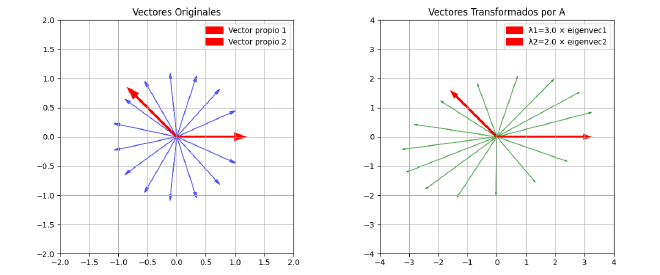 Vectores Originales
Vector propio 1
Vector propio 2
2.0
1.5
1.0
0.5
0.0
−0.5
−1.0
−1.5
−2.0
−2.0 −1.5 −1.0 −0.5 0.0 0.5 1.0 1.5 2.0
Vectores Transformados por A
λ1=3.0 × eigenvec1
λ2=2.0 × eigenvec2
4
3
2
1
0
−1
−2
−3
−4
−4 −3 −2 −1 0 1 2 3 4